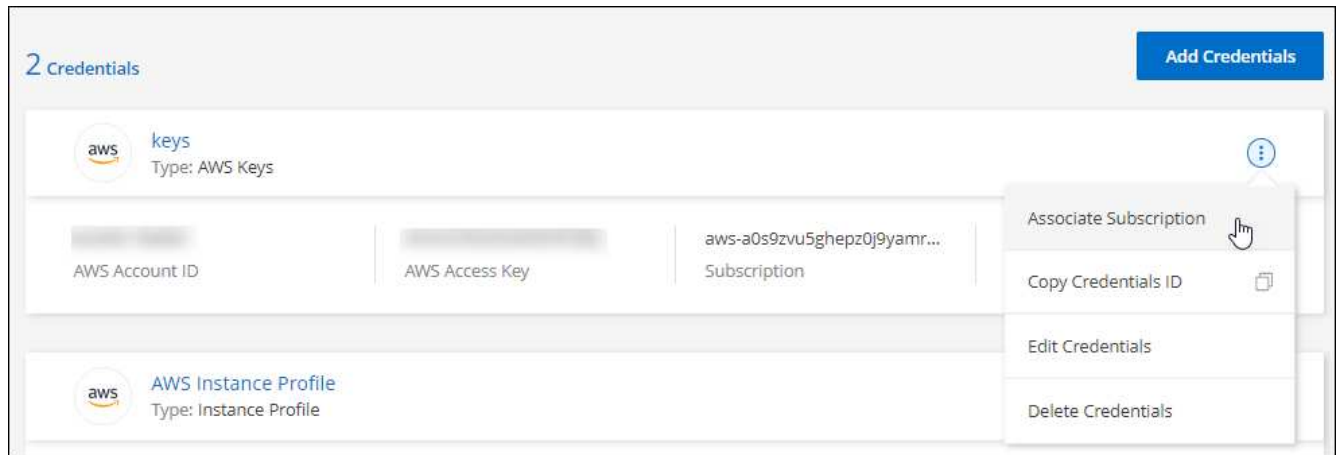 2 Credentials
Add Credentials
aws
keys
Type: AWS Keys
Associate Subscription
aws-a0s9zvu5ghepz0j9yamr...
AWS Account ID
AWS Access Key
Subscription
Copy Credentials ID
Edit Credentials
aws
AWS Instance Profile
Type: Instance Profile
Delete Credentials